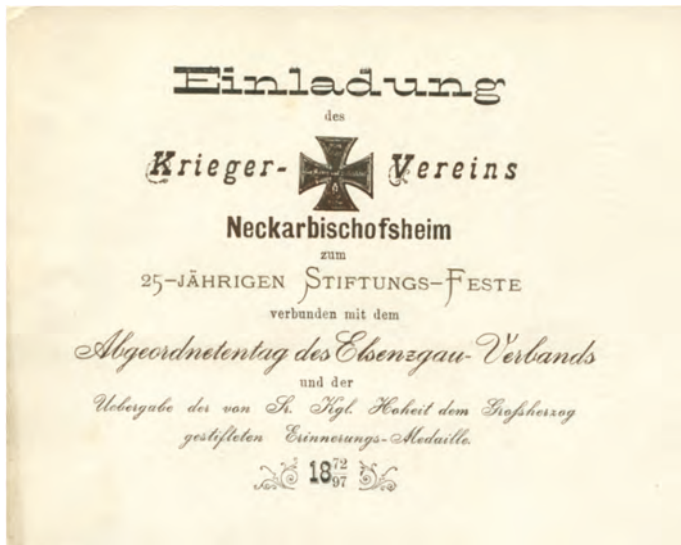 Einladung
des
Krieger- Vereins
Neckarbischofsheim
zum
25-JÄHRIGEN STIFTUNGS-FESTE
verbunden mit dem
Abgeordnetentag des Elsenzgau-Verbands
und der
Uebergabe der von Sr. Kgl. Hoheit dem Großherzog
gestifteten Erinnerungs-Medaille.
18 72/97